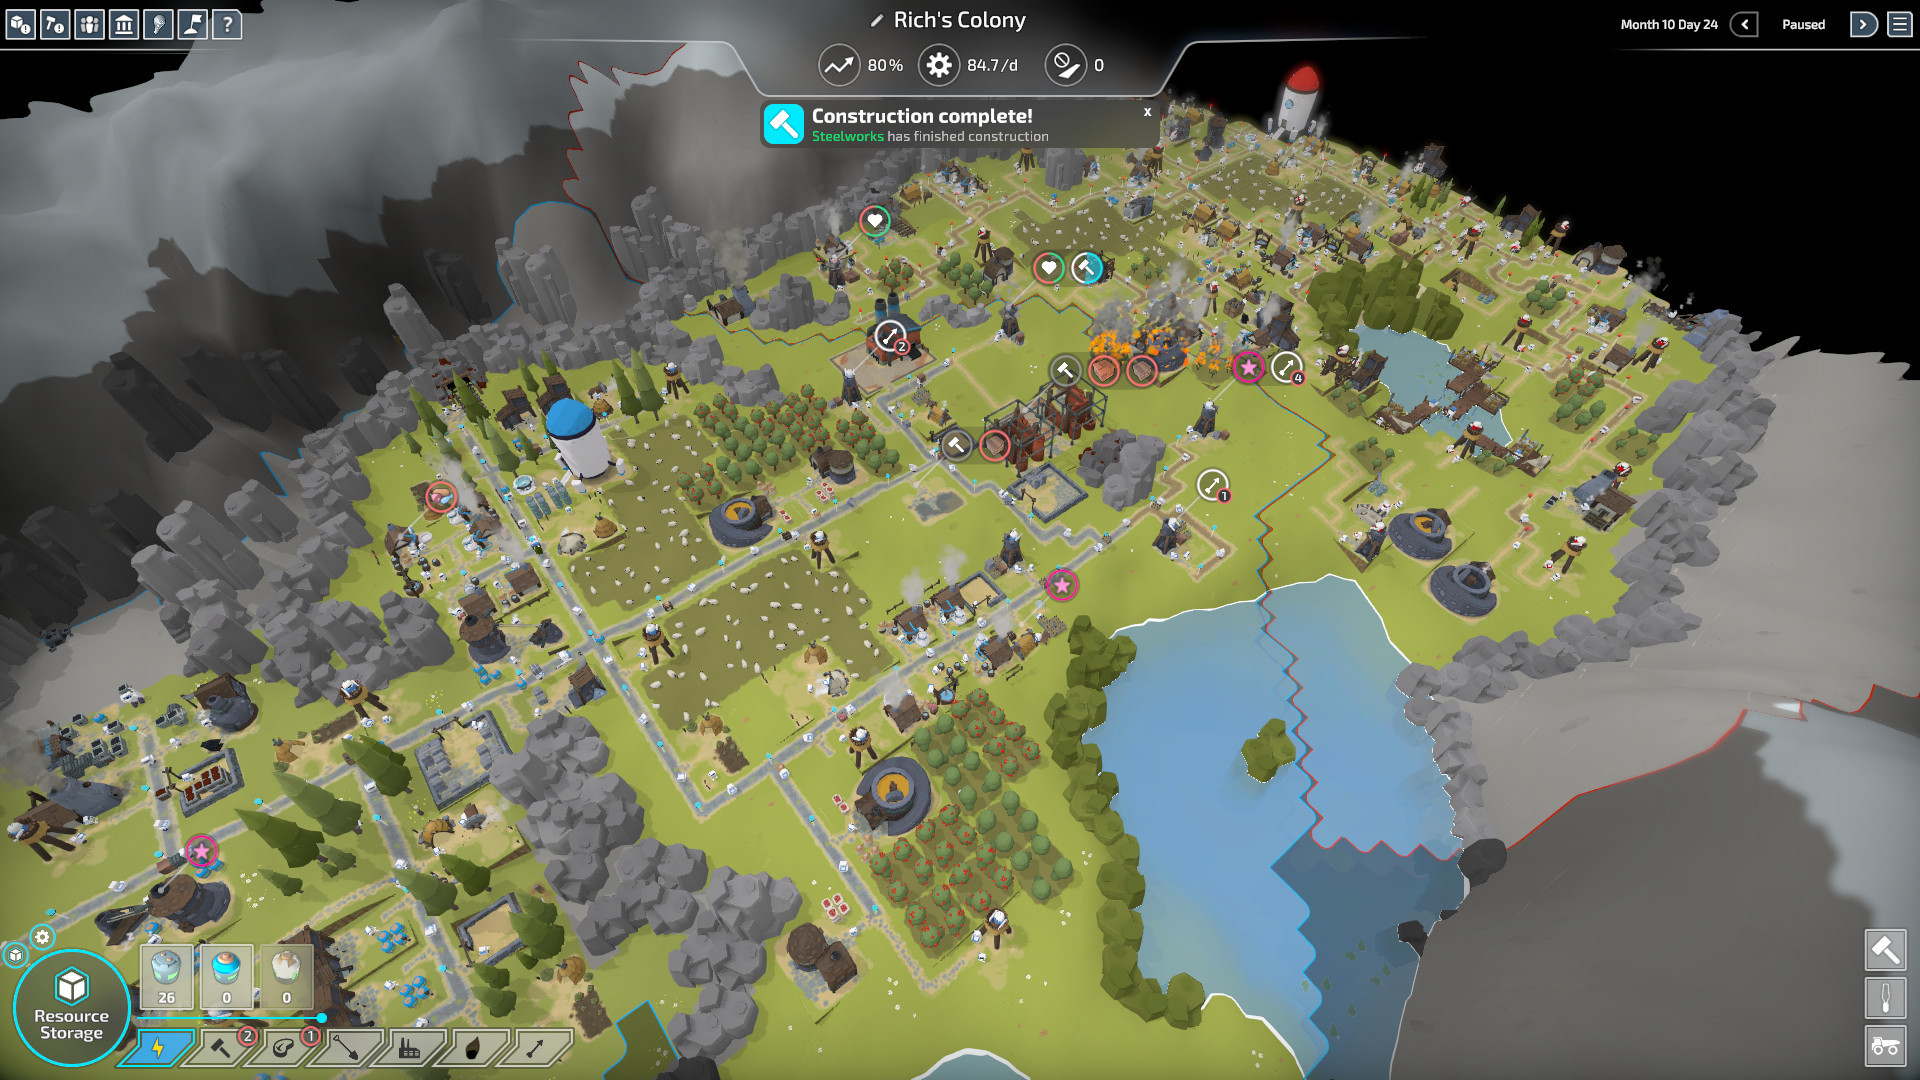 Rich's Colony
Month 10 Day 24
Paused
?
80%
84.7/d
0
Construction complete!
x
Steelworks has finished construction
2
4
1
26
0
0
Resource
Storage
2
1